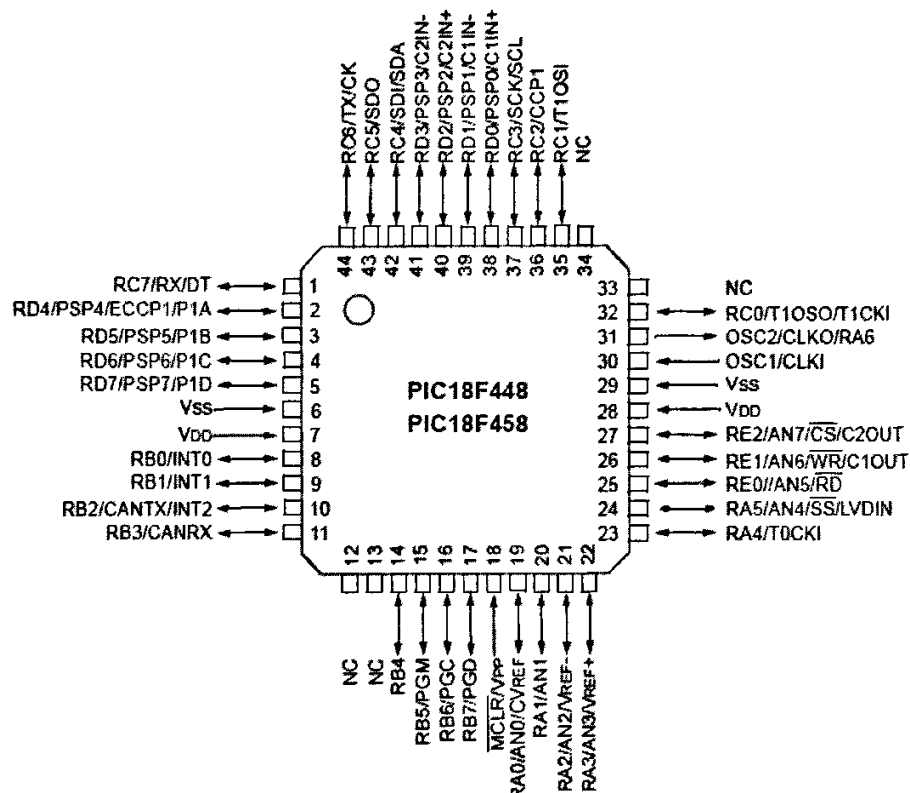 RC6/TX/CK
RC5/SDO
RC4/SDI/SDA
RD3/PSP3/C2IN-
RD2/PSP2/C2IN+
RD1/PSP1/C1IN-
RD0/PSP0/C1IN+
RC3/SCK/SCL
RC2/CCP1
RC1/T1OSI
NC
44 43 42 41 40 39 38 37 36 35 34
RC7/RX/DT 1
RD4/PSP4/ECCP1/P1A 2
RD5/PSP5/P1B 3
RD6/PSP6/P1C 4
RD7/PSP7/P1D 5
VSS 6
VDD 7
RB0/INT0 8
RB1/INT1 9
RB2/CANTX/INT2 10
RB3/CANRX 11
PIC18F448
PIC18F458
33 NC
32 RC0/T1OSO/T1CKI
31 OSC2/CLKO/RA6
30 OSC1/CLKI
29 VSS
28 VDD
27 RE2/AN7/C̅S̅/C2OUT
26 RE1/AN6/W̅R̅/C1OUT
25 RE0//AN5/R̅D̅
24 RA5/AN4/S̅S̅/LVDIN
23 RA4/T0CKI
12 13 14 15 16 17 18 19 20 21 22
NC
NC
RB4
RB5/PGM
RB6/PGC
RB7/PGD
M̅C̅L̅R̅/VPP
RA0/AN0/CVREF
RA1/AN1
RA2/AN2/VREF-
RA3/AN3/VREF+